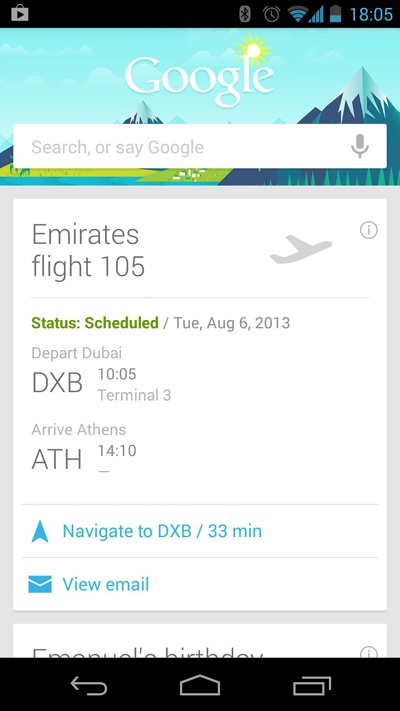 18:05
Google
Search, or say Google
Emirates
flight 105
Status: Scheduled / Tue, Aug 6, 2013
Depart Dubai
DXB 10:05
Terminal 3
Arrive Athens
ATH 14:10
—
Navigate to DXB / 33 min
View email
Emanuel's birthday